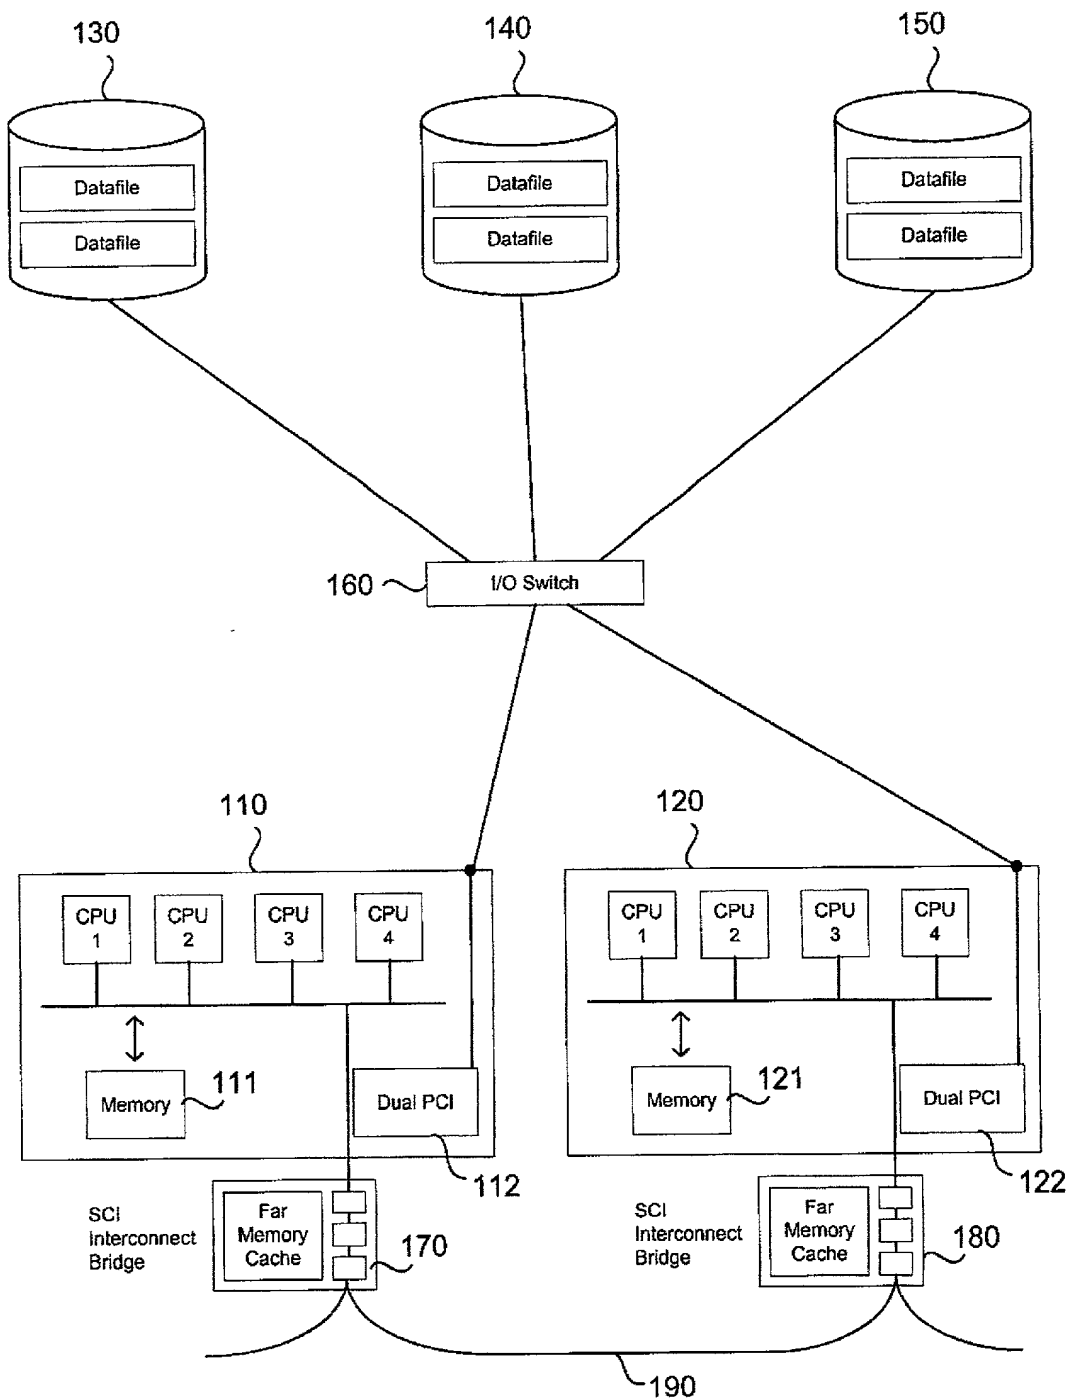 130
140
150
Datafile
Datafile
Datafile
Datafile
Datafile
Datafile
160
I/O Switch
110
120
CPU
1
CPU
2
CPU
3
CPU
4
CPU
1
CPU
2
CPU
3
CPU
4
Memory
111
Dual PCI
112
Memory
121
Dual PCI
122
SCI
Interconnect
Bridge
Far
Memory
Cache
170
SCI
Interconnect
Bridge
Far
Memory
Cache
180
190